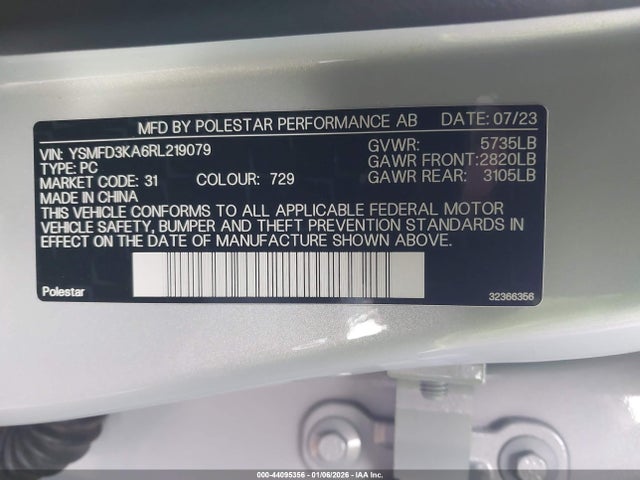 MFD BY POLESTAR PERFORMANCE AB DATE: 07/23
VIN: YSMFD3KA6RL219079 GVWR: 5735LB
TYPE: PC GAWR FRONT:2820LB
MARKET CODE: 31 COLOUR: 729 GAWR REAR: 3105LB
MADE IN CHINA
THIS VEHICLE CONFORMS TO ALL APPLICABLE FEDERAL MOTOR
VEHICLE SAFETY, BUMPER AND THEFT PREVENTION STANDARDS IN
EFFECT ON THE DATE OF MANUFACTURE SHOWN ABOVE.
Polestar 32366356
000-44095356 - 01/06/2026 - IAA Inc.